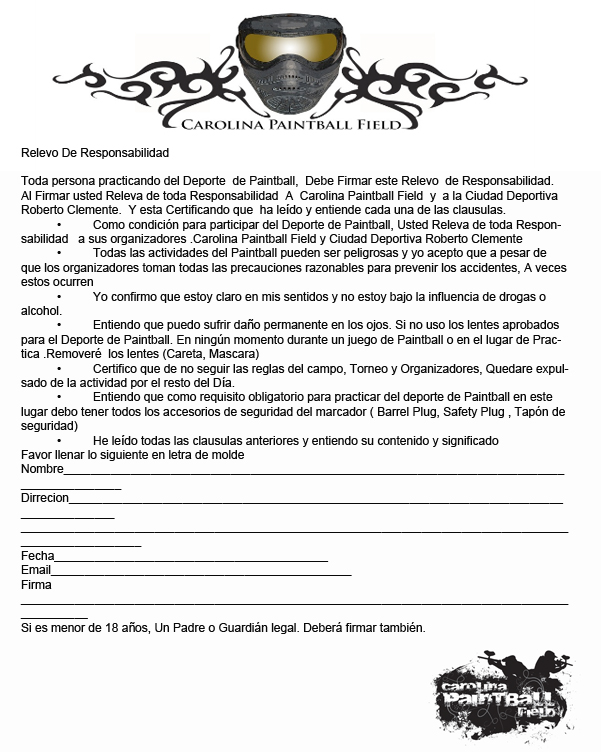 CAROLINA PAINTBALL FIELD
Relevo De Responsabilidad
Toda persona practicando del Deporte de Paintball, Debe Firmar este Relevo de Responsabilidad.
Al Firmar usted Releva de toda Responsabilidad A Carolina Paintball Field y a la Ciudad Deportiva
Roberto Clemente. Y esta Certificando que ha leído y entiende cada una de las clausulas.
• Como condición para participar del Deporte de Paintball, Usted Releva de toda Respon-
sabilidad a sus organizadores .Carolina Paintball Field y Ciudad Deportiva Roberto Clemente
• Todas las actividades del Paintball pueden ser peligrosas y yo acepto que a pesar de
que los organizadores toman todas las precauciones razonables para prevenir los accidentes, A veces
estos ocurren
• Yo confirmo que estoy claro en mis sentidos y no estoy bajo la influencia de drogas o
alcohol.
• Entiendo que puedo sufrir daño permanente en los ojos. Si no uso los lentes aprobados
para el Deporte de Paintball. En ningún momento durante un juego de Paintball o en el lugar de Prac-
tica .Removeré los lentes (Careta, Mascara)
• Certifico que de no seguir las reglas del campo, Torneo y Organizadores, Quedare expul-
sado de la actividad por el resto del Día.
• Entiendo que como requisito obligatorio para practicar del deporte de Paintball en este
lugar debo tener todos los accesorios de seguridad del marcador ( Barrel Plug, Safety Plug , Tapón de
seguridad)
• He leído todas las clausulas anteriores y entiendo su contenido y significado
Favor llenar lo siguiente en letra de molde
Nombre
Dirrecion
Fecha
Email
Firma
Si es menor de 18 años, Un Padre o Guardián legal. Deberá firmar también.
carolina
PAINTBALL
FIELD